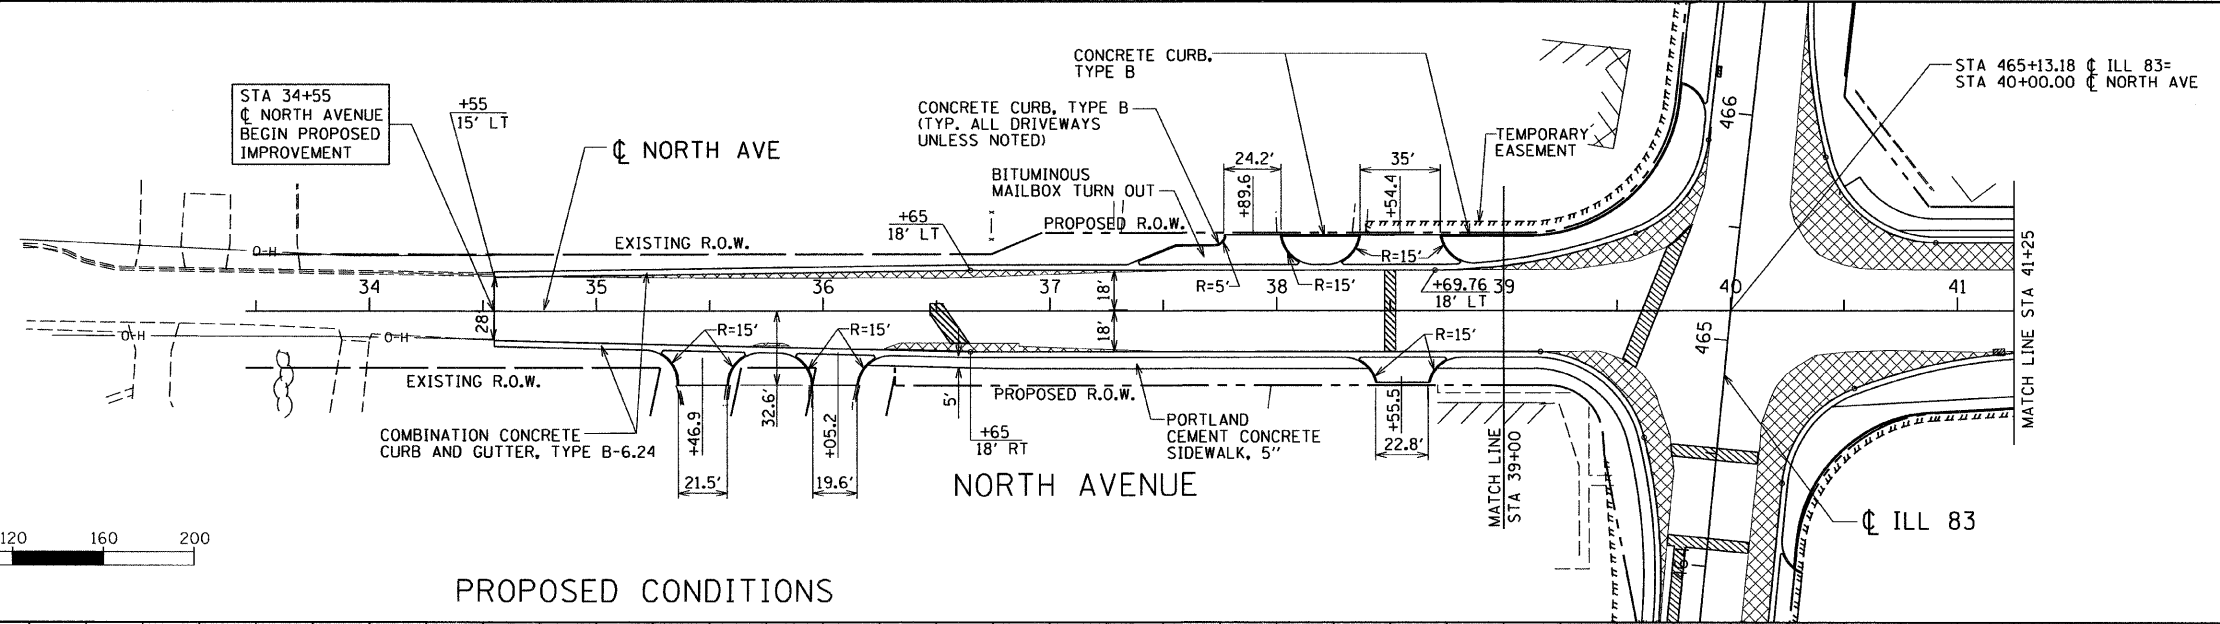 STA 34+55
℄ NORTH AVENUE
BEGIN PROPOSED
IMPROVEMENT
+55
15' LT
℄ NORTH AVE
CONCRETE CURB,
TYPE B
CONCRETE CURB, TYPE B
(TYP. ALL DRIVEWAYS
UNLESS NOTED)
BITUMINOUS
MAILBOX TURN OUT
24.2'
35'
+89.6
+54.4
TEMPORARY
EASEMENT
STA 465+13.18 ℄ ILL 83=
STA 40+00.00 ℄ NORTH AVE
466
+65
18' LT
PROPOSED R.O.W.
EXISTING R.O.W.
O-H
R=15'
R=5'
R=15'
+69.76
18' LT
34
35
36
37
38
39
40
41
28'
18'
18'
O-H
O-H
R=15'
R=15'
R=15'
465
MATCH LINE STA 41+25
EXISTING R.O.W.
PROPOSED R.O.W.
32.6'
5'
+46.9
+05.2
+55.5
COMBINATION CONCRETE
CURB AND GUTTER, TYPE B-6.24
+65
18' RT
PORTLAND
CEMENT CONCRETE
SIDEWALK, 5"
22.8'
21.5'
19.6'
NORTH AVENUE
MATCH LINE
STA 39+00
℄ ILL 83
464
120
160
200
PROPOSED CONDITIONS